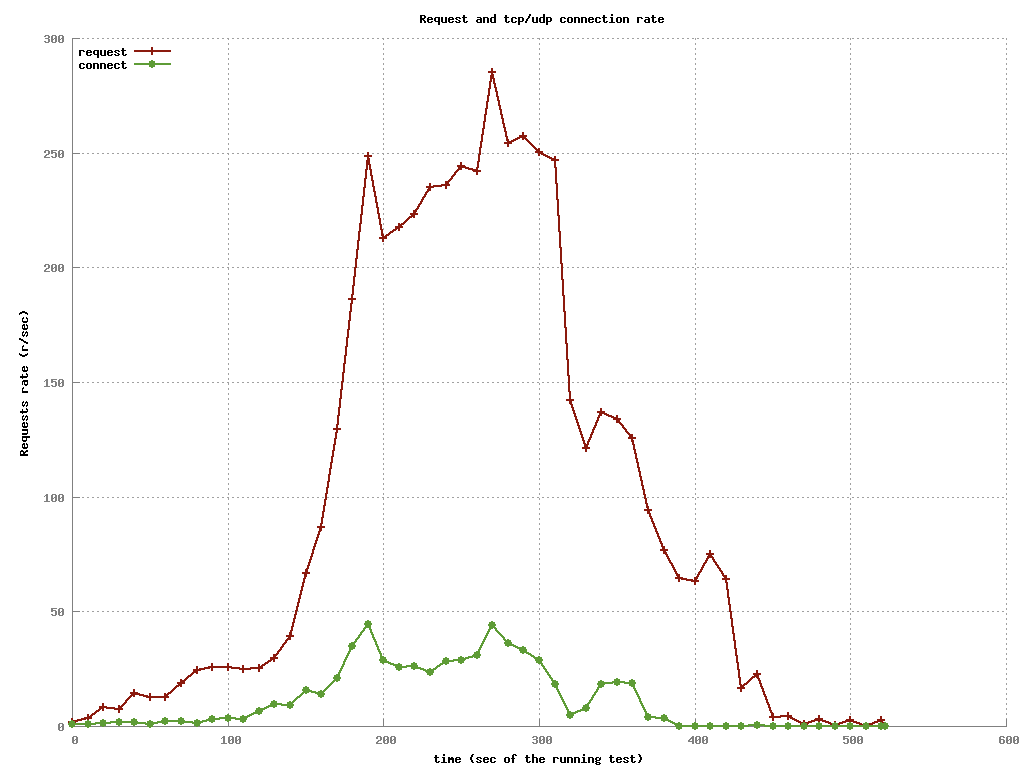 Request and tcp/udp connection rate
300
request
connect
250
200
Requests rate (r/sec)
150
100
50
0
0 100 200 300 400 500 600
time (sec of the running test)